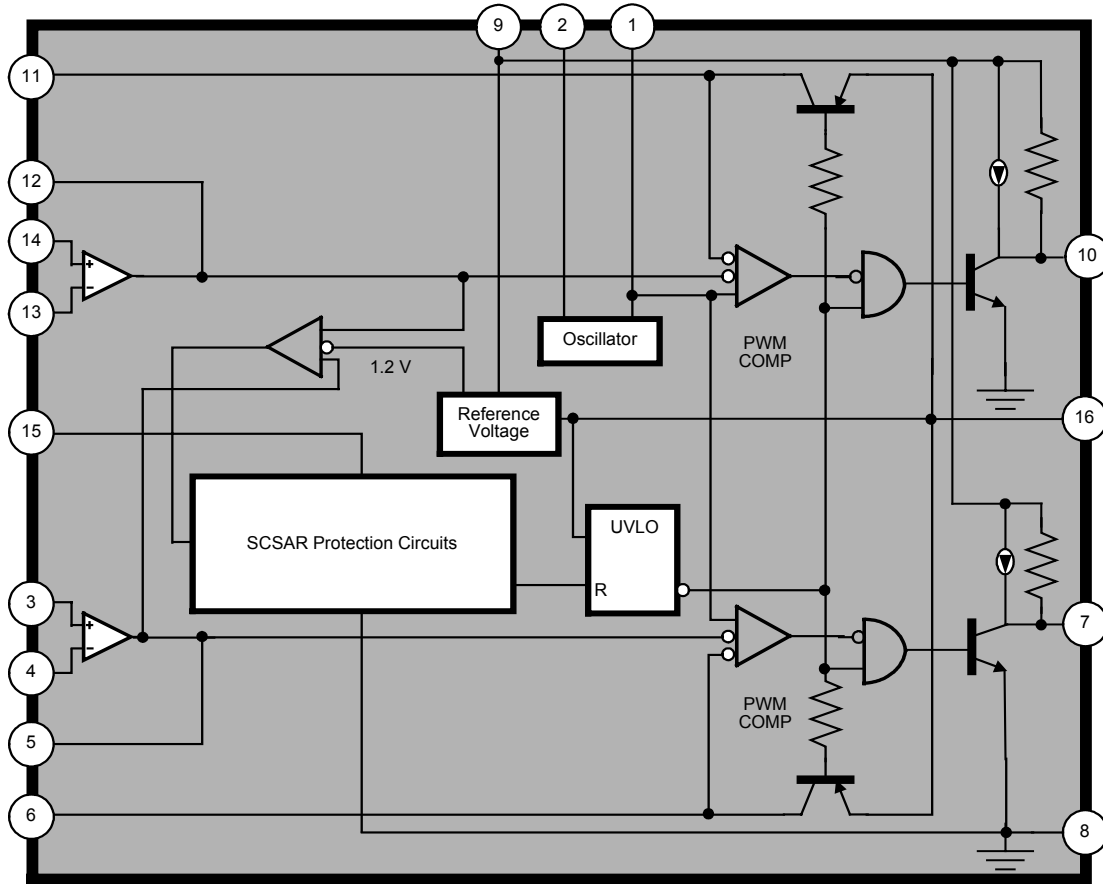 9
2
1
11
12
14
+
−
13
10
Oscillator
PWM
COMP
1.2 V
Reference
Voltage
16
15
UVLO
SCSAR Protection Circuits
R
3
+
−
4
7
PWM
COMP
5
6
8